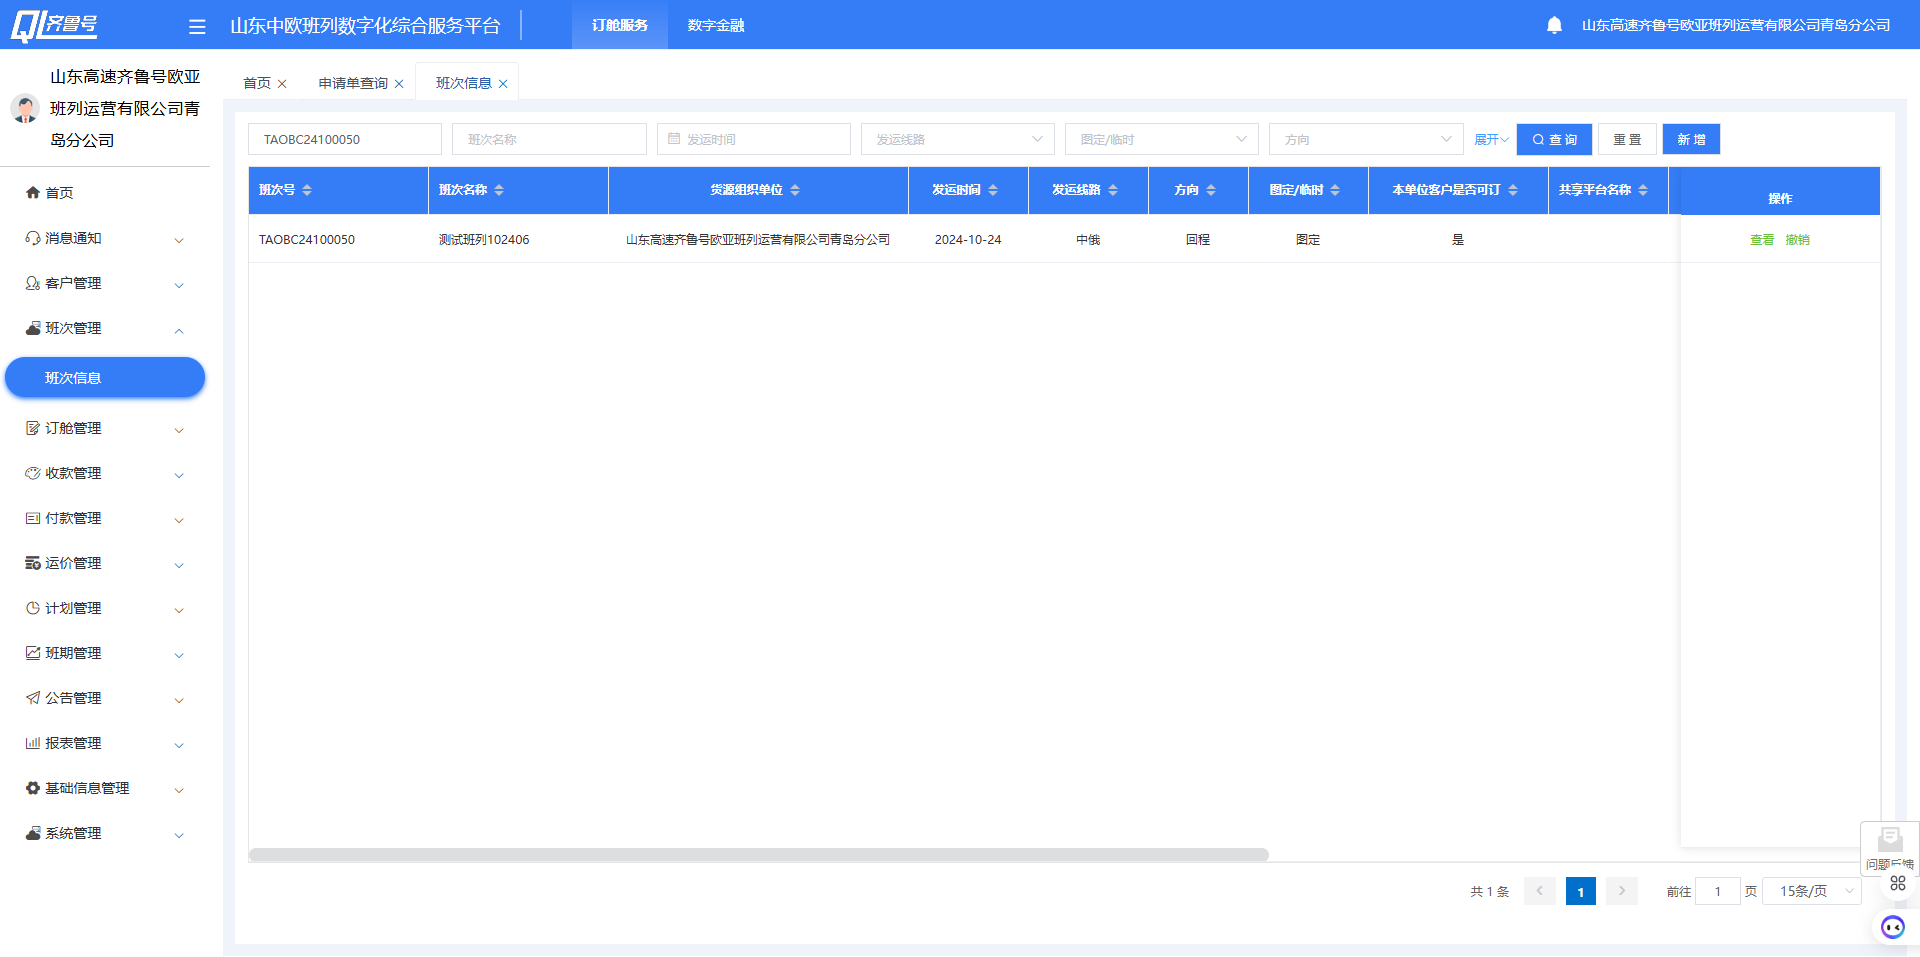 QL齐鲁号
山东中欧班列数字化综合服务平台
订舱服务
数字金融
山东高速齐鲁号欧亚班列运营有限公司青岛分公司
山东高速齐鲁号欧亚
班列运营有限公司青
岛分公司
首页
消息通知
客户管理
班次管理
班次信息
订舱管理
收款管理
付款管理
运价管理
计划管理
班期管理
公告管理
报表管理
基础信息管理
系统管理
首页 申请单查询 班次信息
TAOBC24100050 班次名称 发运时间 发运线路 图定/临时 方向 展开 查 询 重 置 新 增
班次号 班次名称 货源组织单位 发运时间 发运线路 方向 图定/临时 本单位客户是否可订 共享平台名称 操作
TAOBC24100050 测试班列102406 山东高速齐鲁号欧亚班列运营有限公司青岛分公司 2024-10-24 中俄 回程 图定 是 查看 撤销
共 1 条 1 前往 1 页 15条/页
问题反馈